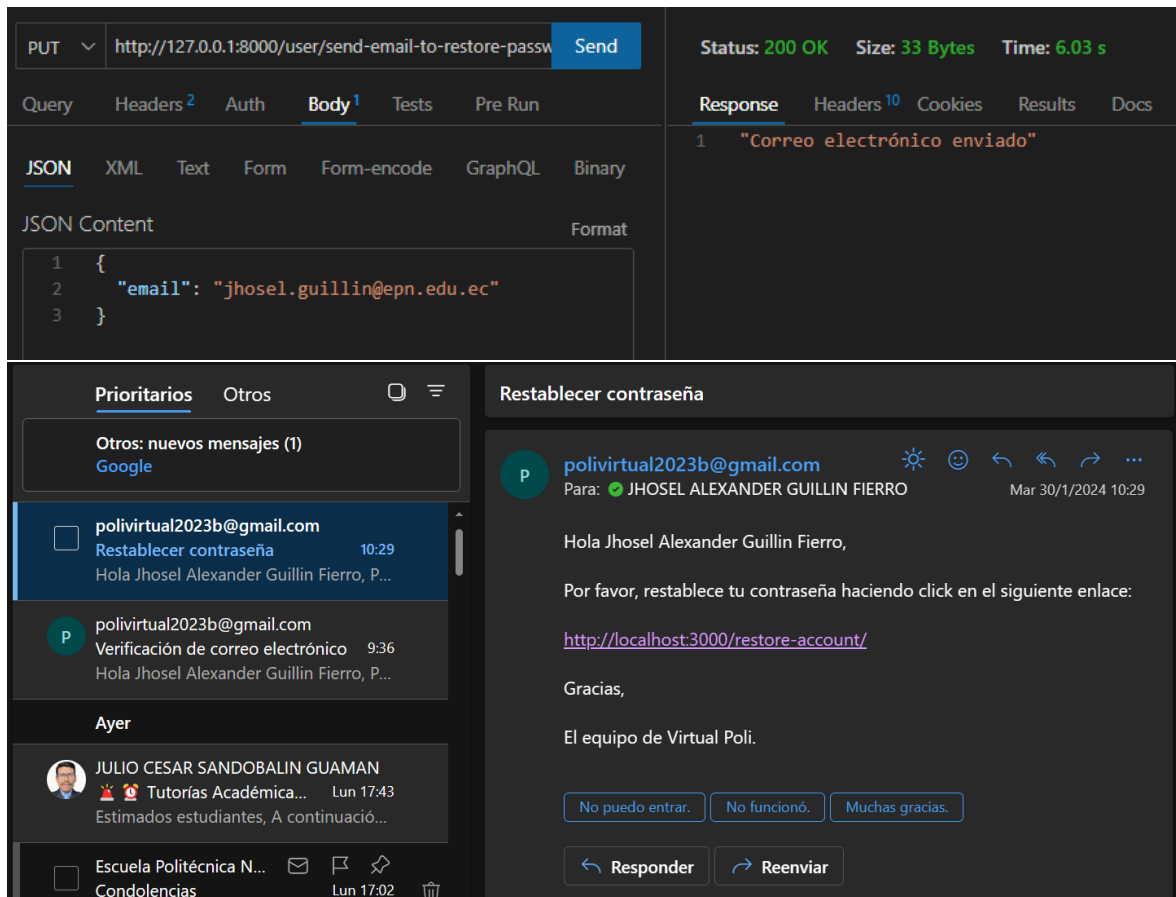 PUT http://127.0.0.1:8000/user/send-email-to-restore-passw Send
Status: 200 OK Size: 33 Bytes Time: 6.03 s
Query Headers 2 Auth Body 1 Tests Pre Run
Response Headers 10 Cookies Results Docs
1 "Correo electrónico enviado"
JSON XML Text Form Form-encode GraphQL Binary
JSON Content Format
1 {
2 "email": "jhosel.guillin@epn.edu.ec"
3 }
Prioritarios Otros
Otros: nuevos mensajes (1)
Google
polivirtual2023b@gmail.com
Restablecer contraseña 10:29
Hola Jhosel Alexander Guillin Fierro, P...
P
polivirtual2023b@gmail.com
Verificación de correo electrónico 9:36
Hola Jhosel Alexander Guillin Fierro, P...
Ayer
JULIO CESAR SANDOBALIN GUAMAN
🚨 ⏰ Tutorías Académica... Lun 17:43
Estimados estudiantes, A continuació...
Escuela Politécnica N...
Condolencias Lun 17:02
Restablecer contraseña
P
polivirtual2023b@gmail.com
Para: JHOSEL ALEXANDER GUILLIN FIERRO Mar 30/1/2024 10:29
Hola Jhosel Alexander Guillin Fierro,
Por favor, restablece tu contraseña haciendo click en el siguiente enlace:
http://localhost:3000/restore-account/
Gracias,
El equipo de Virtual Poli.
No puedo entrar. No funcionó. Muchas gracias.
Responder Reenviar